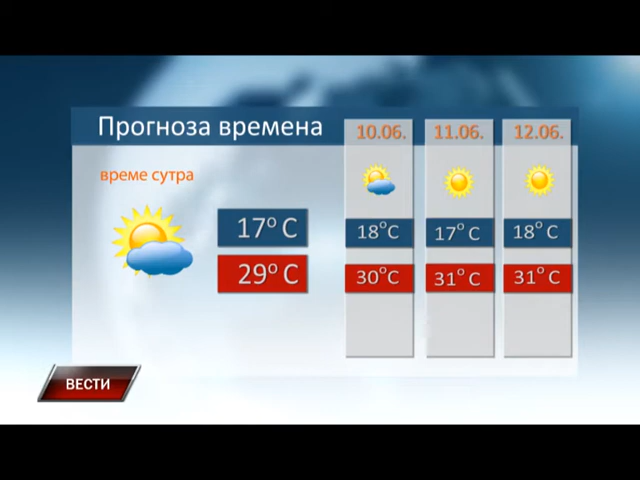 Прогноза времена
време сутра
17° C
29° C
10.06.
11.06.
12.06.
18°C
17°C
18°C
30°C
31°C
31°C
ВЕСТИ